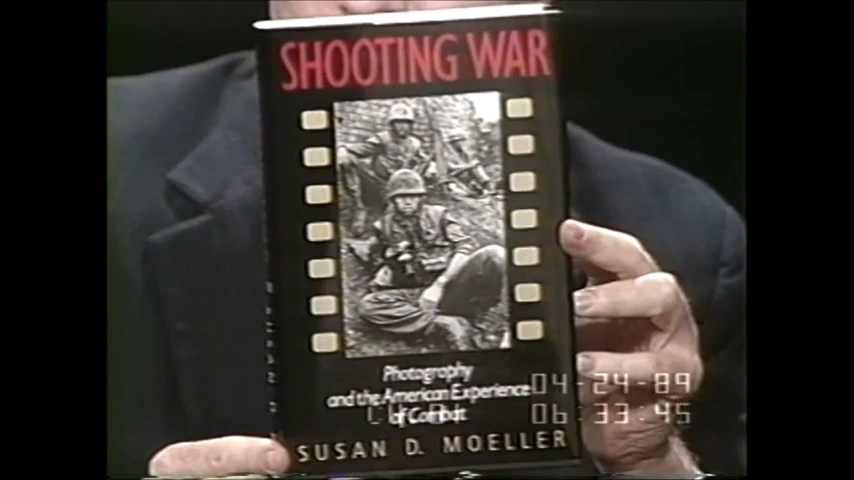 SHOOTING WAR
Photography
and the American Experience
of Combat
SUSAN D. MOELLER
04-24-89
06:33:45